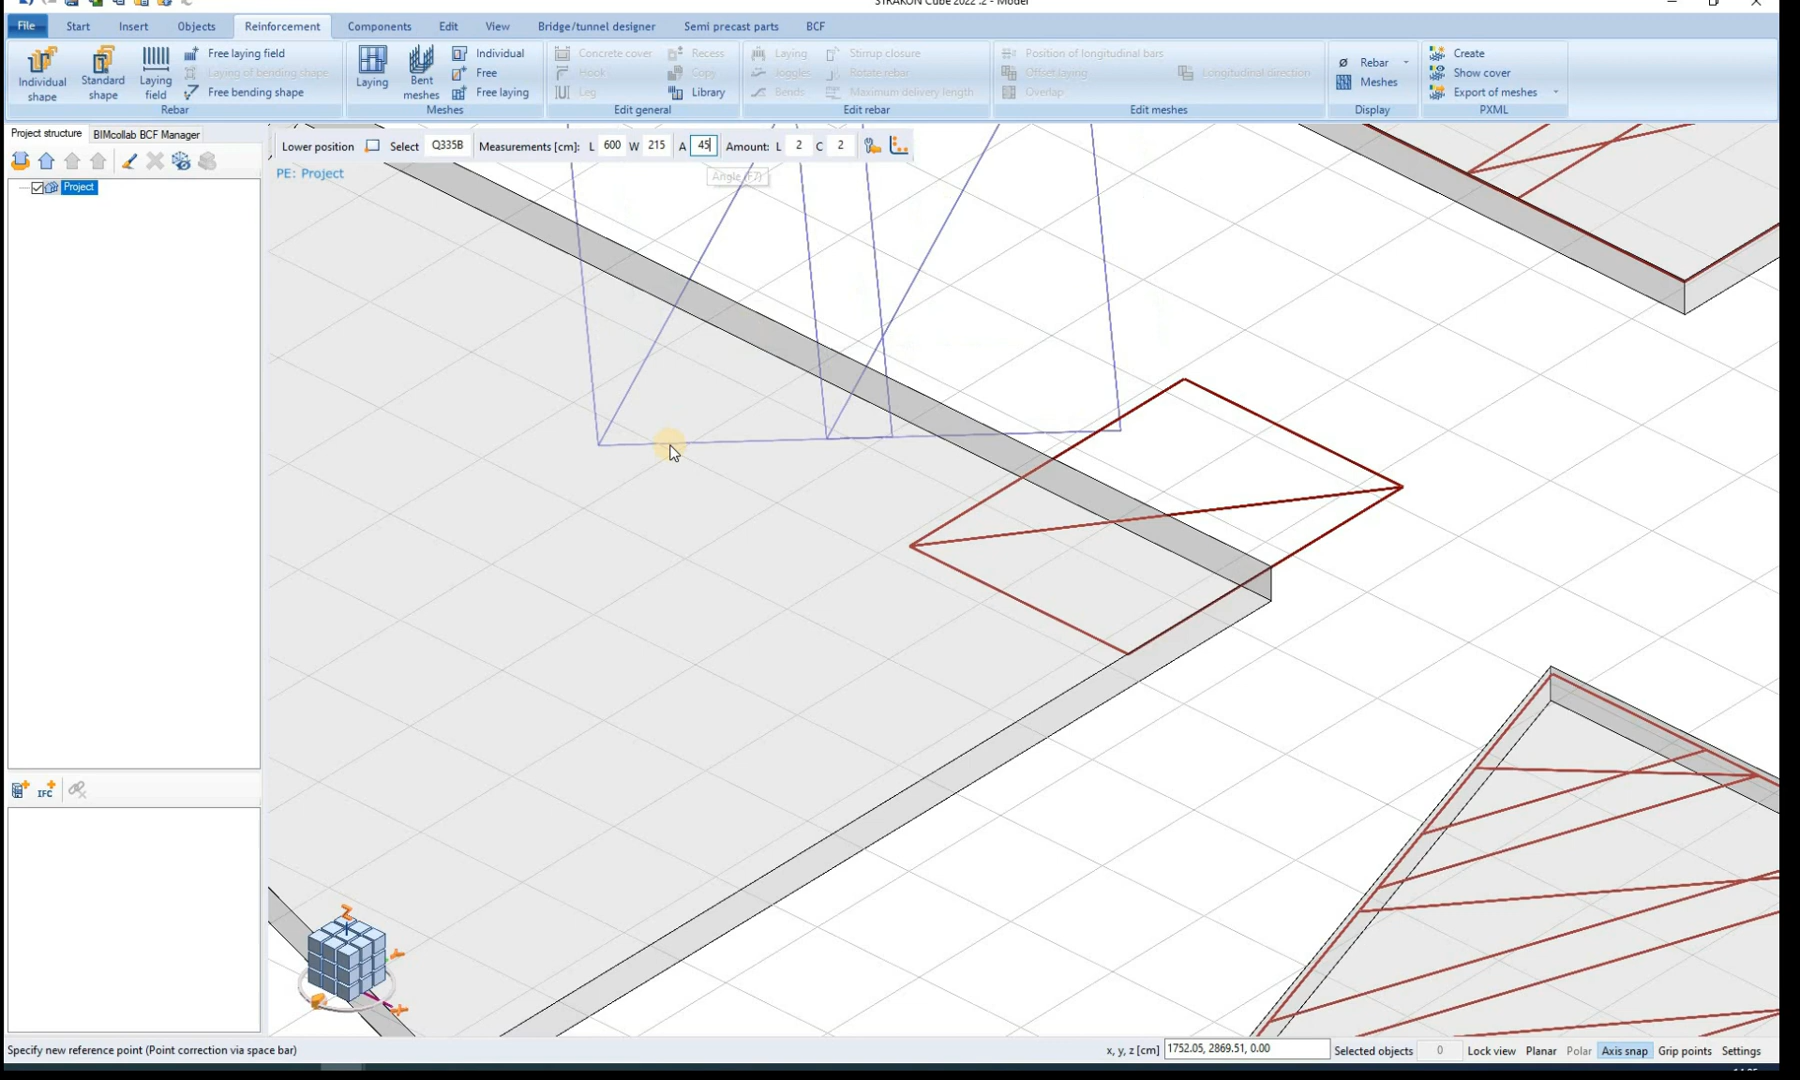 STRAKON Cube 2022 .2 - Model
File Start Insert Objects Reinforcement Components Edit View Bridge/tunnel designer Semi precast parts BCF
Individual shape
Standard shape
Laying field
Free laying field
Laying of bending shape
Free bending shape
Rebar
Laying
Bent meshes
Individual
Free
Free laying
Meshes
Concrete cover
Hook
Leg
Recess
Copy
Library
Edit general
Laying
Joggles
Bends
Stirrup closure
Rotate rebar
Maximum delivery length
Edit rebar
Position of longitudinal bars
Offset laying
Overlap
Longitudinal direction
Edit meshes
Rebar
Meshes
Display
Create
Show cover
Export of meshes
PXML
Project structure BIMcollab BCF Manager
Project
IFC
Lower position Select Q335B Measurements [cm]: L 600 W 215 A 45 Amount: L 2 C 2
PE: Project
Angle (F7)
Z
Specify new reference point (Point correction via space bar)
x, y, z [cm] 1752.05, 2869.51, 0.00 Selected objects 0 Lock view Planar Polar Axis snap Grip points Settings